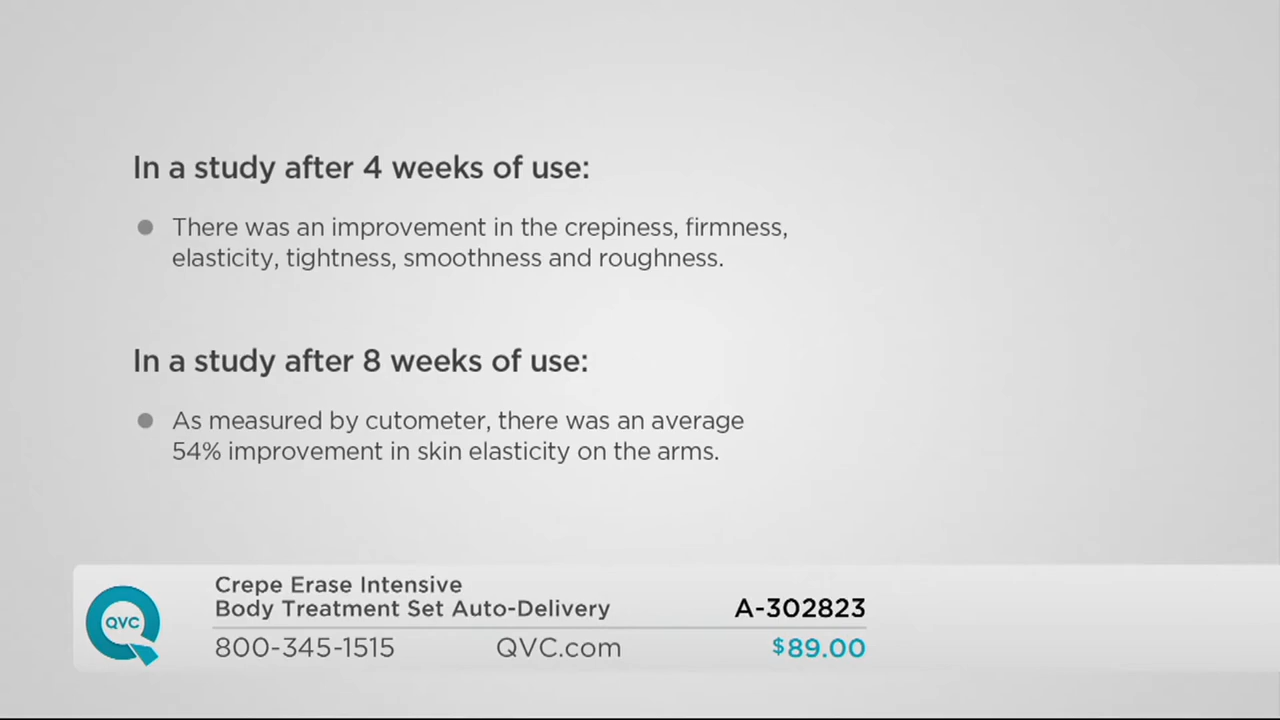 In a study after 4 weeks of use:
There was an improvement in the crepiness, firmness,
elasticity, tightness, smoothness and roughness.
In a study after 8 weeks of use:
As measured by cutometer, there was an average
54% improvement in skin elasticity on the arms.
QVC
Crepe Erase Intensive
Body Treatment Set Auto-Delivery A-302823
800-345-1515 QVC.com $89.00